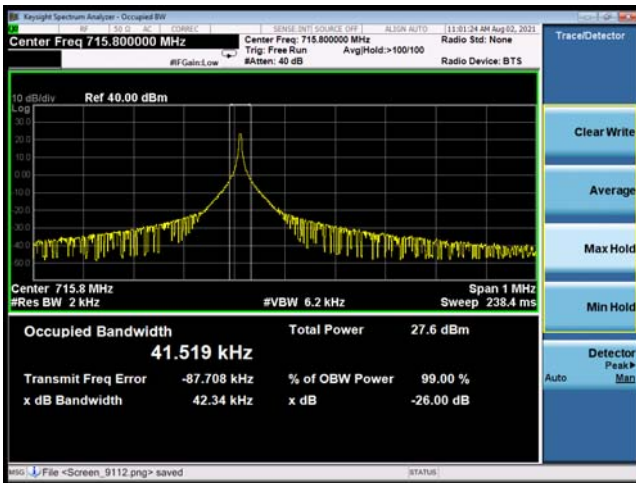 Keysight Spectrum Analyzer - Occupied BW
RF 50 Ω AC CORREC SENSE:INT SOURCE OFF ALIGN AUTO 11:01:24 AM Aug 02, 2021
Center Freq 715.800000 MHz
Center Freq: 715.800000 MHz
Radio Std: None
Trig: Free Run Avg|Hold:>100/100
#IFGain:Low #Atten: 40 dB Radio Device: BTS
Trace/Detector
10 dB/div Ref 40.00 dBm
Log
30.0
20.0
10.0
0.00
10.0
20.0
30.0
40.0
50.0
Center 715.8 MHz Span 1 MHz
#Res BW 2 kHz #VBW 6.2 kHz Sweep 238.4 ms
Occupied Bandwidth Total Power 27.6 dBm
41.519 kHz
Transmit Freq Error -87.708 kHz % of OBW Power 99.00 %
x dB Bandwidth 42.34 kHz x dB -26.00 dB
Clear Write
Average
Max Hold
Min Hold
Detector
Peak▶
Auto Man
MSG File <Screen_9112.png> saved STATUS